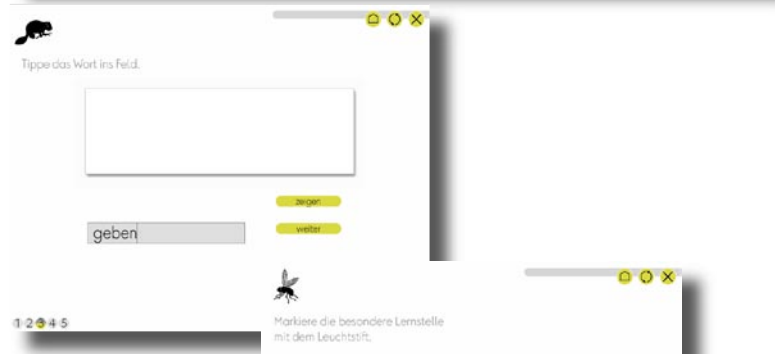 Tippe das Wort ins Feld.
zeigen
geben
weiter
1 2 3 4 5
Markiere die besondere Lernstelle
mit dem Leuchtstift.